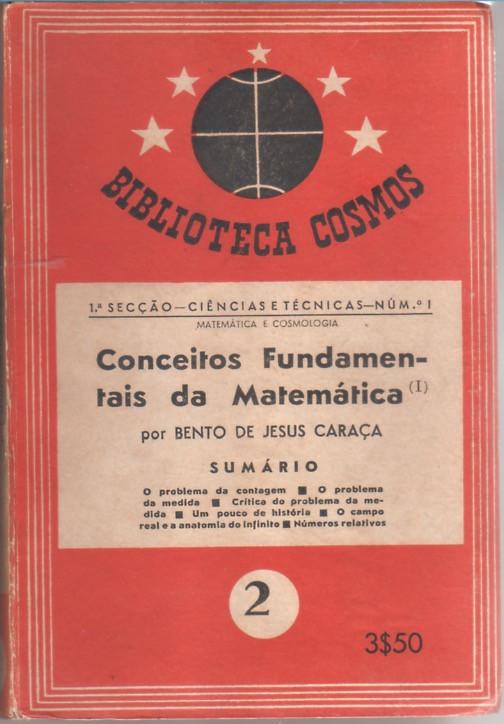 BIBLIOTECA COSMOS
1.ª SECÇÃO—CIÊNCIAS E TÉCNICAS—NÚM.º I
MATEMÁTICA E COSMOLOGIA
Conceitos Fundamen-
tais da Matemática (I)
por BENTO DE JESUS CARAÇA
SUMÁRIO
O problema da contagem ■ O problema
da medida ■ Crítica do problema da me-
dida ■ Um pouco de história ■ O campo
real e a anatomia do infinito ■ Números relativos
2
3$50